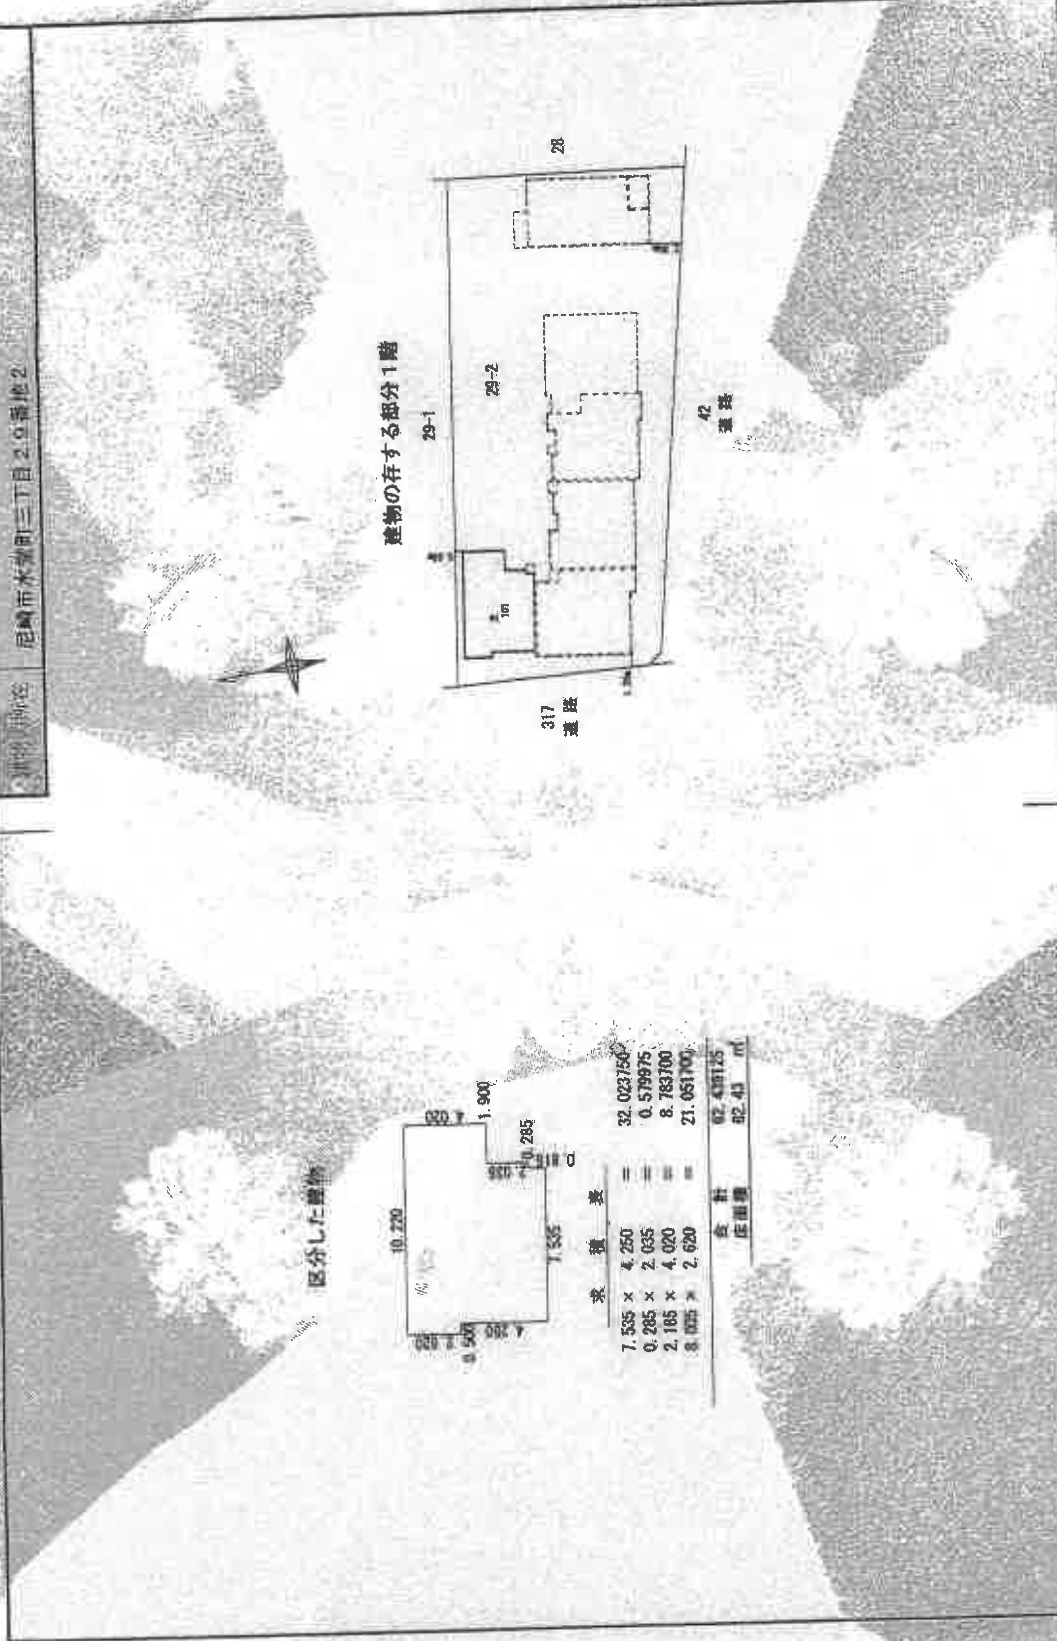 尼崎市水堂町三丁目29番地2
建物の存する部分1階
29-1
29-2
28
101
42
道路
317
道路
区分した建物
10.220
4.020
1.900
0.285
7.535
4.250
0.500
求積表
7.535 × 4.250 = 32.023750
0.285 × 2.035 = 0.579975
2.185 × 4.020 = 8.783700
8.035 × 2.620 = 21.051700
合計 62.439125
床面積 62.43 ㎡